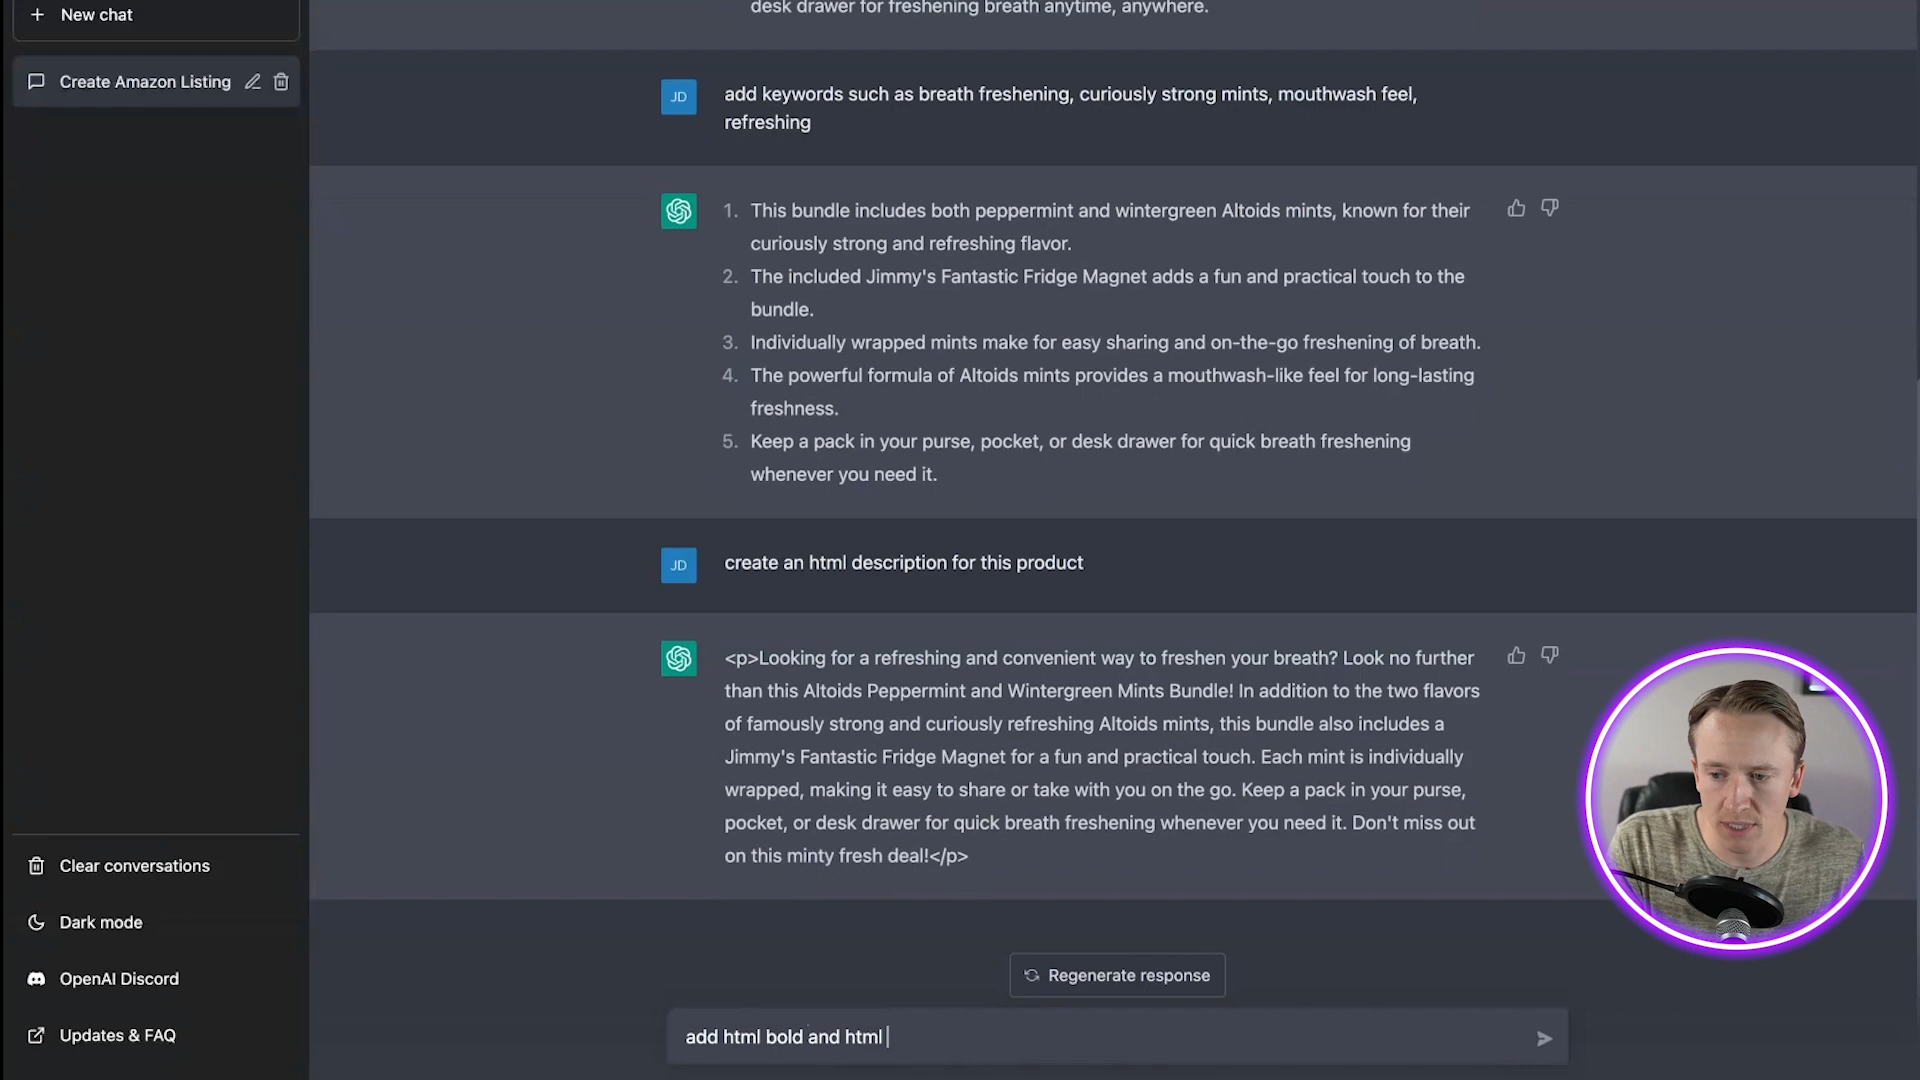 New chat
desk drawer for freshening breath anytime, anywhere.
Create Amazon Listing
JD
add keywords such as breath freshening, curiously strong mints, mouthwash feel,
refreshing
1. This bundle includes both peppermint and wintergreen Altoids mints, known for their
curiously strong and refreshing flavor.
2. The included Jimmy's Fantastic Fridge Magnet adds a fun and practical touch to the
bundle.
3. Individually wrapped mints make for easy sharing and on-the-go freshening of breath.
4. The powerful formula of Altoids mints provides a mouthwash-like feel for long-lasting
freshness.
5. Keep a pack in your purse, pocket, or desk drawer for quick breath freshening
whenever you need it.
JD
create an html description for this product
<p>Looking for a refreshing and convenient way to freshen your breath? Look no further
than this Altoids Peppermint and Wintergreen Mints Bundle! In addition to the two flavors
of famously strong and curiously refreshing Altoids mints, this bundle also includes a
Jimmy's Fantastic Fridge Magnet for a fun and practical touch. Each mint is individually
wrapped, making it easy to share or take with you on the go. Keep a pack in your purse,
pocket, or desk drawer for quick breath freshening whenever you need it. Don't miss out
on this minty fresh deal!</p>
Clear conversations
Dark mode
OpenAI Discord
Updates & FAQ
Regenerate response
add html bold and html